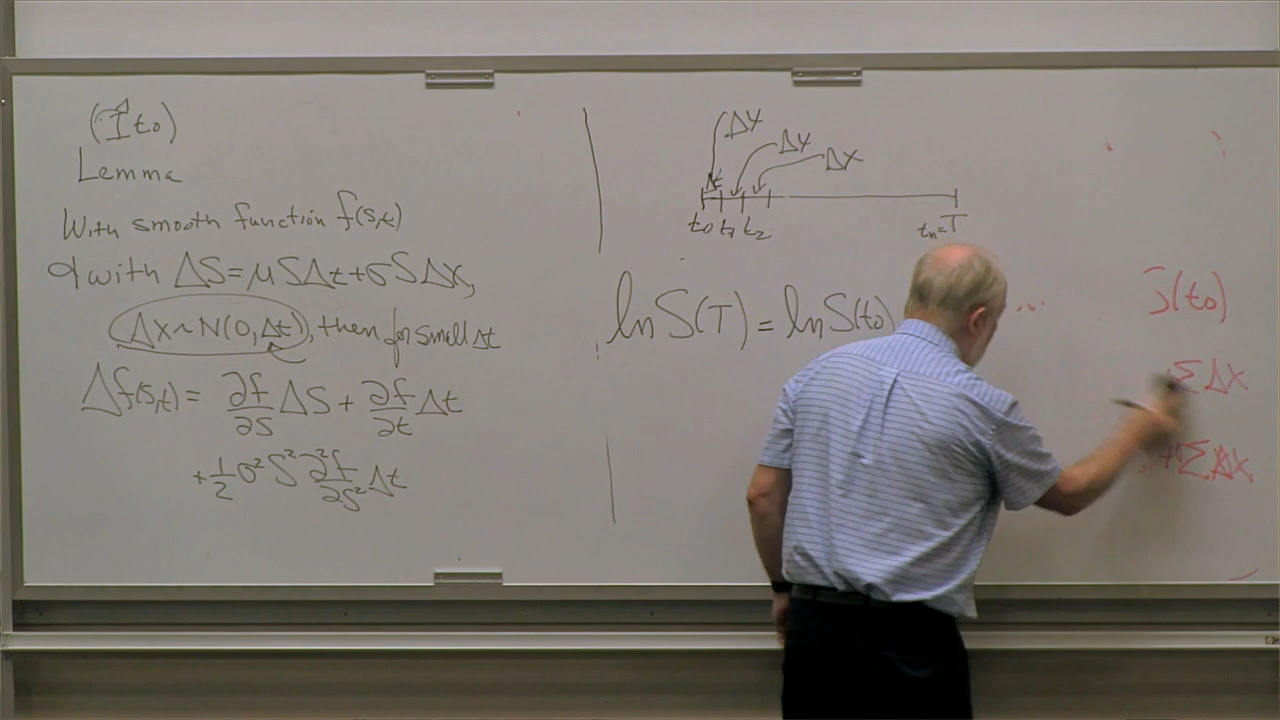 (Îto)
Lemma
With smooth function f(s,t)
& with ΔS=μSΔt+σSΔX,
ΔX~N(0,Δt), then for small Δt
Δf(s,t) = ∂f/∂S ΔS + ∂f/∂t Δt
+ 1/2 σ² S² ∂²f/∂S² Δt
ΔX
ΔX
ΔX
t0 t1 t2 tn=T
ln S(T) = ln S(t0) ...
S(t0)
+ΣΔX
+ΣΔX